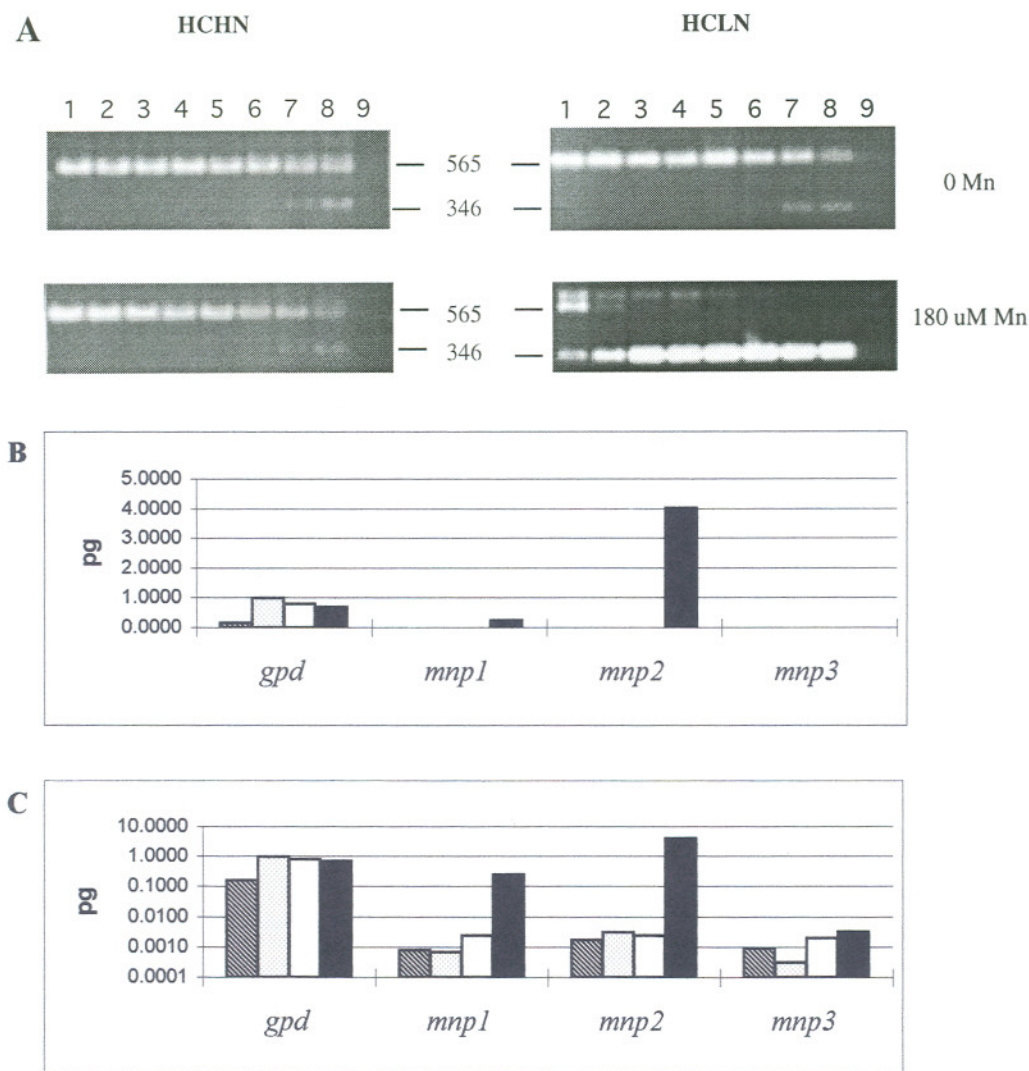 A
HCHN
HCLN
1 2 3 4 5 6 7 8 9
1 2 3 4 5 6 7 8 9
565
346
0 Mn
565
346
180 uM Mn
B
5.0000
4.0000
3.0000
2.0000
1.0000
0.0000
pg
gpd mnp1 mnp2 mnp3
C
10.0000
1.0000
0.1000
0.0100
0.0010
0.0001
pg
gpd mnp1 mnp2 mnp3